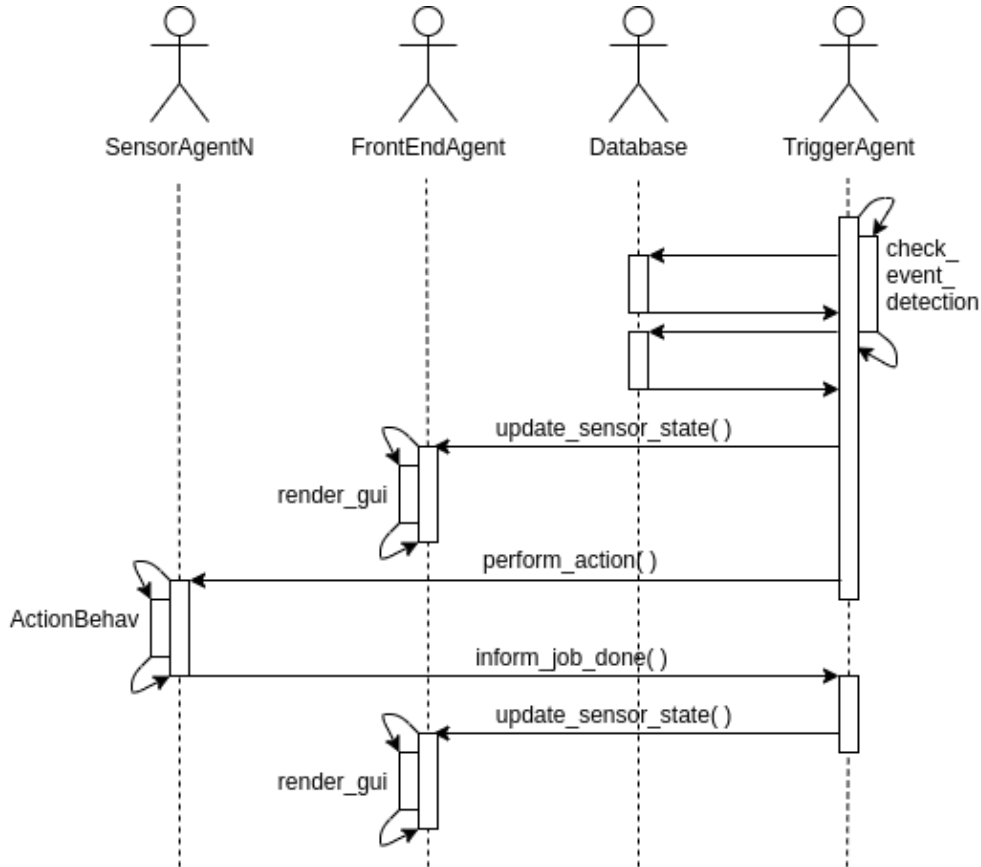 SensorAgentN
FrontEndAgent
Database
TriggerAgent
check_
event_
detection
update_sensor_state( )
render_gui
perform_action( )
ActionBehav
inform_job_done( )
update_sensor_state( )
render_gui